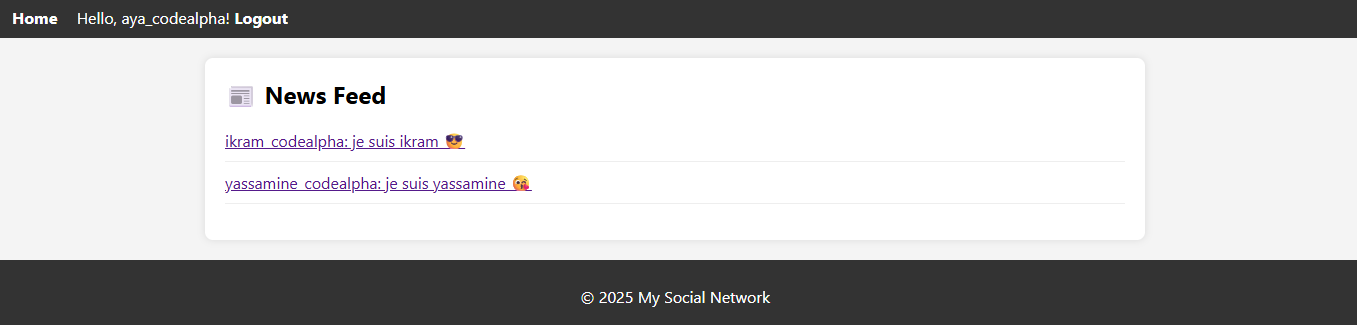 Home Hello, aya_codealpha! Logout
📰 News Feed
ikram_codealpha: je suis ikram 😎
yassamine_codealpha: je suis yassamine 😘
© 2025 My Social Network